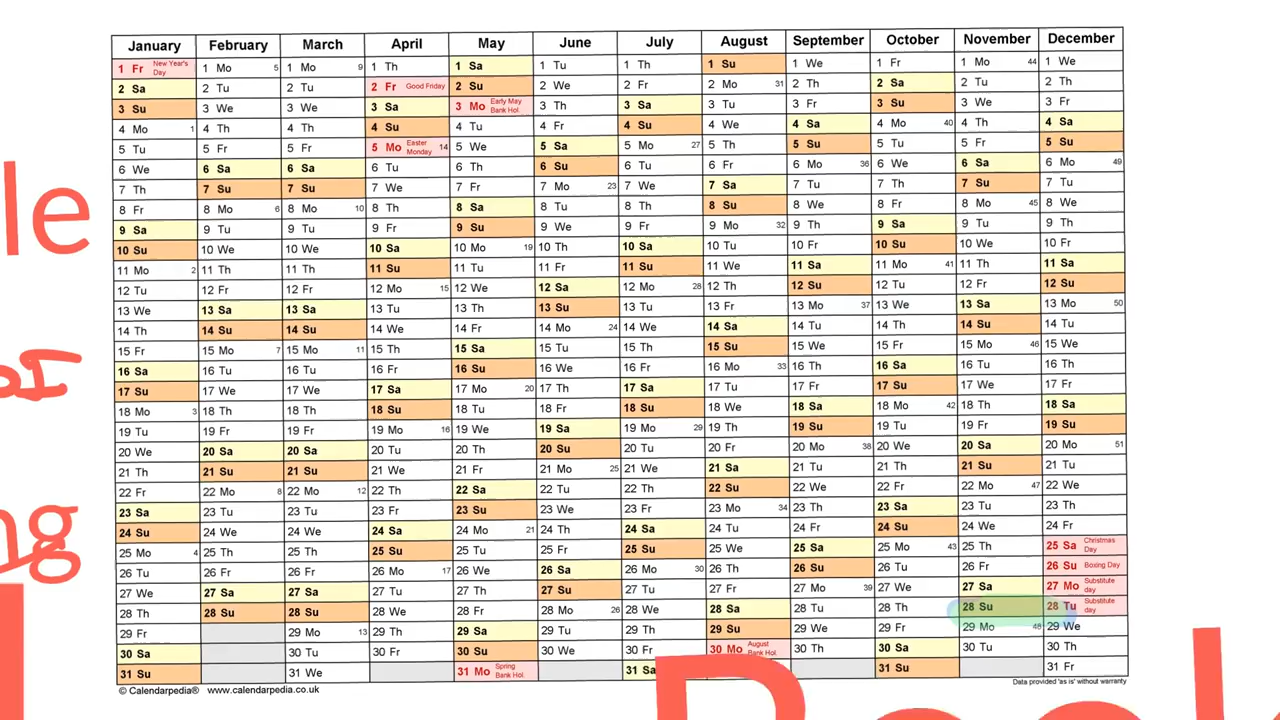 January February March April May June July August September October November December
1 Fr New Year's Day 1 Mo 5 1 Mo 9 1 Th 1 Sa 1 Tu 1 Th 1 Su 1 We 1 Fr 1 Mo 44 1 We
2 Sa 2 Tu 2 Tu 2 Fr Good Friday 2 Su 2 We 2 Fr 2 Mo 31 2 Th 2 Sa 2 Tu 2 Th
3 Su 3 We 3 We 3 Sa 3 Mo Early May Bank Hol. 3 Th 3 Sa 3 Tu 3 Fr 3 Su 3 We 3 Fr
4 Mo 1 4 Th 4 Th 4 Su 4 Tu 4 Fr 4 Su 4 We 4 Sa 4 Mo 40 4 Th 4 Sa
5 Tu 5 Fr 5 Fr 5 Mo Easter Monday 14 5 We 5 Sa 5 Mo 27 5 Th 5 Su 5 Tu 5 Fr 5 Su
6 We 6 Sa 6 Sa 6 Tu 6 Th 6 Su 6 Tu 6 Fr 6 Mo 36 6 We 6 Sa 6 Mo 49
7 Th 7 Su 7 Su 7 We 7 Fr 7 Mo 23 7 We 7 Sa 7 Tu 7 Th 7 Su 7 Tu
8 Fr 8 Mo 6 8 Mo 10 8 Th 8 Sa 8 Tu 8 Th 8 Su 8 We 8 Fr 8 Mo 45 8 We
9 Sa 9 Tu 9 Tu 9 Fr 9 Su 9 We 9 Fr 9 Mo 32 9 Th 9 Sa 9 Tu 9 Th
le
10 Su 10 We 10 We 10 Sa 10 Mo 19 10 Th 10 Sa 10 Tu 10 Fr 10 Su 10 We 10 Fr
11 Mo 2 11 Th 11 Th 11 Su 11 Tu 11 Fr 11 Su 11 We 11 Sa 11 Mo 41 11 Th 11 Sa
12 Tu 12 Fr 12 Fr 12 Mo 15 12 We 12 Sa 12 Mo 28 12 Th 12 Su 12 Tu 12 Fr 12 Su
13 We 13 Sa 13 Sa 13 Tu 13 Th 13 Su 13 Tu 13 Fr 13 Mo 37 13 We 13 Sa 13 Mo 50
14 Th 14 Su 14 Su 14 We 14 Fr 14 Mo 24 14 We 14 Sa 14 Tu 14 Th 14 Su 14 Tu
15 Fr 15 Mo 7 15 Mo 11 15 Th 15 Sa 15 Tu 15 Th 15 Su 15 We 15 Fr 15 Mo 46 15 We
16 Sa 16 Tu 16 Tu 16 Fr 16 Su 16 We 16 Fr 16 Mo 33 16 Th 16 Sa 16 Tu 16 Th
17 Su 17 We 17 We 17 Sa 17 Mo 20 17 Th 17 Sa 17 Tu 17 Fr 17 Su 17 We 17 Fr
18 Mo 3 18 Th 18 Th 18 Su 18 Tu 18 Fr 18 Su 18 We 18 Sa 18 Mo 42 18 Th 18 Sa
19 Tu 19 Fr 19 Fr 19 Mo 16 19 We 19 Sa 19 Mo 29 19 Th 19 Su 19 Tu 19 Fr 19 Su
20 We 20 Sa 20 Sa 20 Tu 20 Th 20 Su 20 Tu 20 Fr 20 Mo 38 20 We 20 Sa 20 Mo 51
21 Th 21 Su 21 Su 21 We 21 Fr 21 Mo 25 21 We 21 Sa 21 Tu 21 Th 21 Su 21 Tu
22 Fr 22 Mo 8 22 Mo 12 22 Th 22 Sa 22 Tu 22 Th 22 Su 22 We 22 Fr 22 Mo 47 22 We
23 Sa 23 Tu 23 Tu 23 Fr 23 Su 23 We 23 Fr 23 Mo 34 23 Th 23 Sa 23 Tu 23 Th
ng
24 Su 24 We 24 We 24 Sa 24 Mo 21 24 Th 24 Sa 24 Tu 24 Fr 24 Su 24 We 24 Fr
25 Mo 4 25 Th 25 Th 25 Su 25 Tu 25 Fr 25 Su 25 We 25 Sa 25 Mo 43 25 Th 25 Sa Christmas Day
26 Tu 26 Fr 26 Fr 26 Mo 17 26 We 26 Sa 26 Mo 30 26 Th 26 Su 26 Tu 26 Fr 26 Su Boxing Day
27 We 27 Sa 27 Sa 27 Tu 27 Th 27 Su 27 Tu 27 Fr 27 Mo 39 27 We 27 Sa 27 Mo Substitute day
28 Th 28 Su 28 Su 28 We 28 Fr 28 Mo 26 28 We 28 Sa 28 Tu 28 Th 28 Su 28 Tu Substitute day
29 Fr 29 Mo 13 29 Th 29 Sa 29 Tu 29 Th 29 Su 29 We 29 Fr 29 Mo 48 29 We
30 Sa 30 Tu 30 Fr 30 Su 30 We 30 Fr 30 Mo August Bank Hol. 30 Th 30 Sa 30 Tu 30 Th
31 Su 31 We 31 Mo Spring Bank Hol. 31 Sa 31 Su 31 Fr
© Calendarpedia® www.calendarpedia.co.uk Data provided 'as is' without warranty